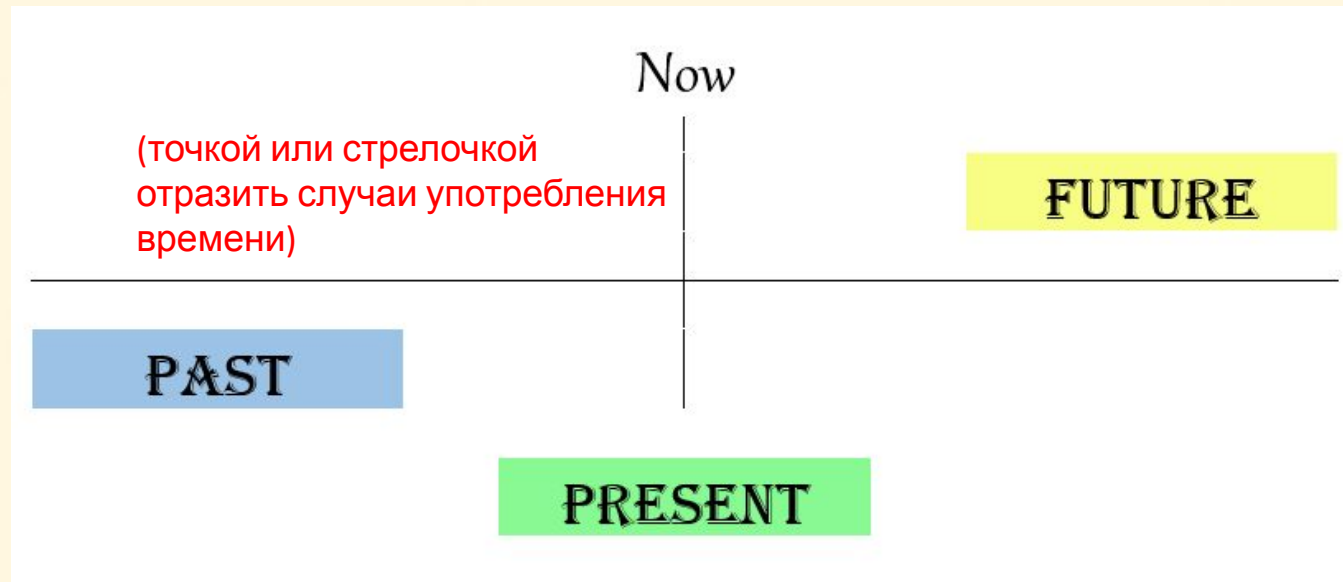 Now
(точкой или стрелочкой
отразить случаи употребления
времени)
FUTURE
PAST
PRESENT